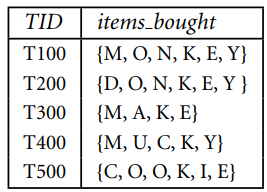 TID items_bought
T100 {M, O, N, K, E, Y}
T200 {D, O, N, K, E, Y }
T300 {M, A, K, E}
T400 {M, U, C, K, Y}
T500 {C, O, O, K, I, E}